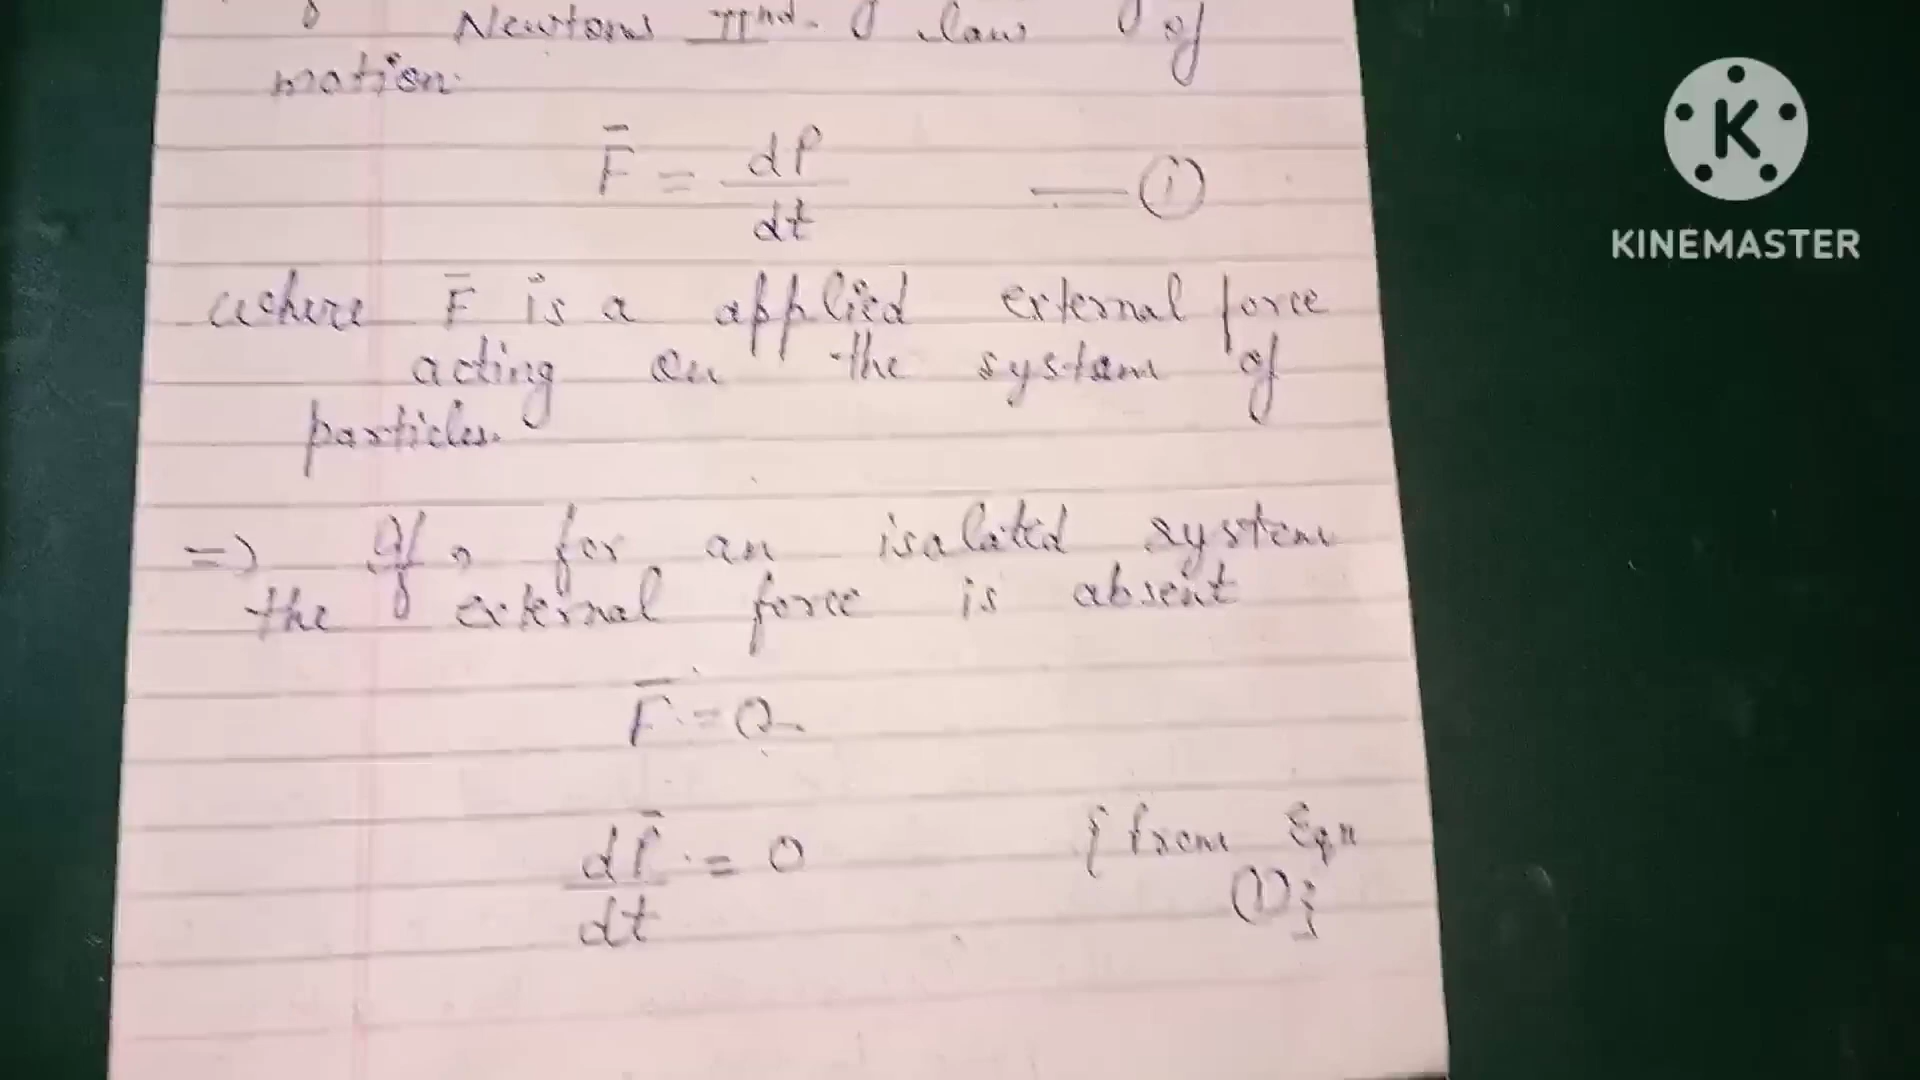 Newtons IInd law of
motion.
F̄ = dP/dt —— (i)
where F̄ is a applied external force
acting on the system of
particles.
=) If, for an isolated system
the external force is absent
F̄ = 0
dP̄/dt = 0 { from Eqn
(1) }
KINEMASTER